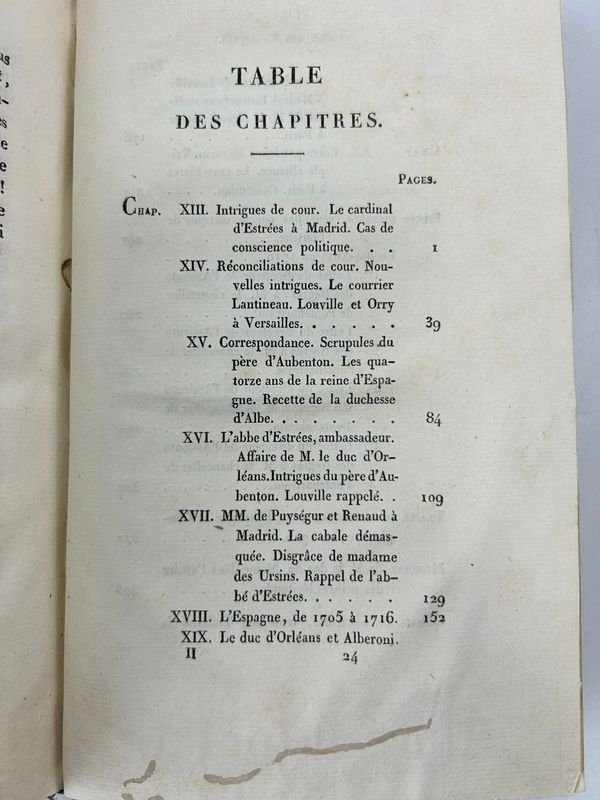 TABLE
DES CHAPITRES.
PAGES.
CHAP. XIII. Intrigues de cour. Le cardinal
d'Estrées à Madrid. Cas de
conscience politique. . . 1
XIV. Réconciliations de cour. Nou-
velles intrigues. Le courrier
Lantineau. Louville et Orry
à Versailles. . . . . . 39
XV. Correspondance. Scrupules du
père d'Aubenton. Les qua-
torze ans de la reine d'Espa-
gne. Recette de la duchesse
d'Albe. . . . . . . . 84
XVI. L'abbe d'Estrées, ambassadeur.
Affaire de M. le duc d'Or-
léans. Intrigues du père d'Au-
benton. Louville rappelé. . 109
XVII. MM. de Puységur et Renaud à
Madrid. La cabale démas-
quée. Disgrâce de madame
des Ursins. Rappel de l'ab-
bé d'Estrées. . . . . . 129
XVIII. L'Espagne, de 1705 à 1716. 152
XIX. Le duc d'Orléans et Alberoni.
II 24